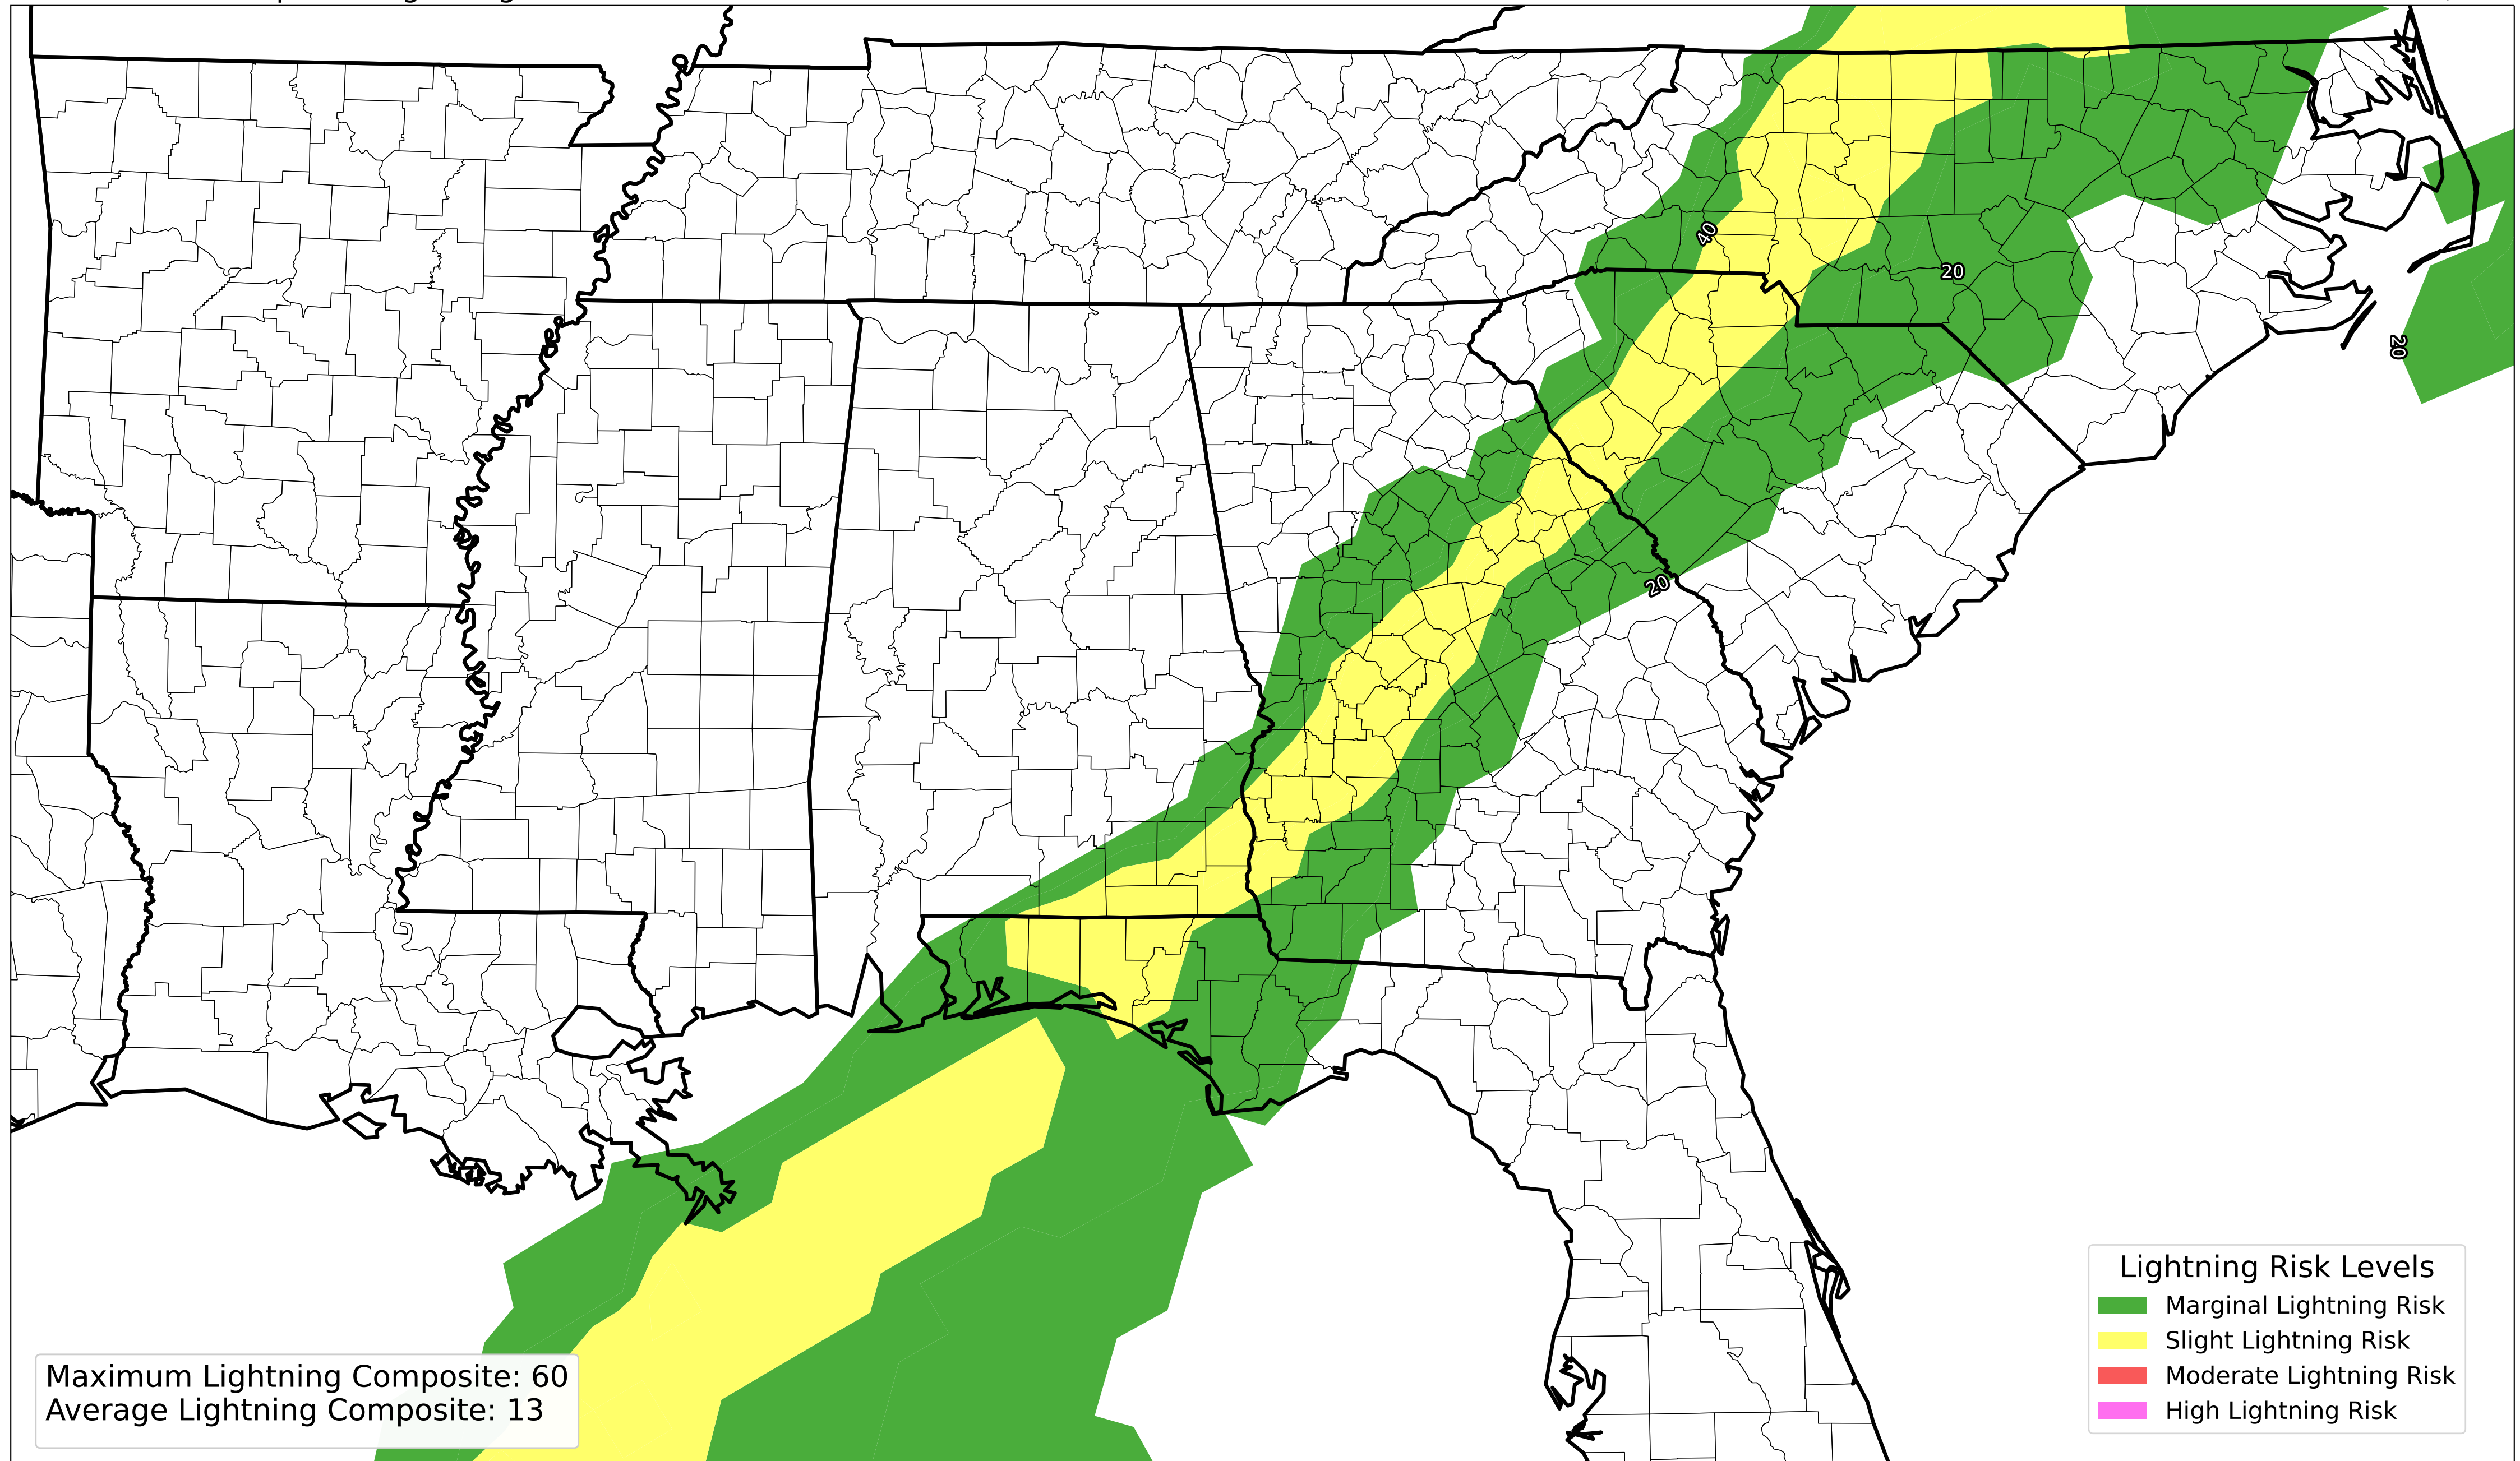 40
20
20
20
Lightning Risk Levels
Marginal Lightning Risk
Slight Lightning Risk
Moderate Lightning Risk
High Lightning Risk
Maximum Lightning Composite: 60
Average Lightning Composite: 13